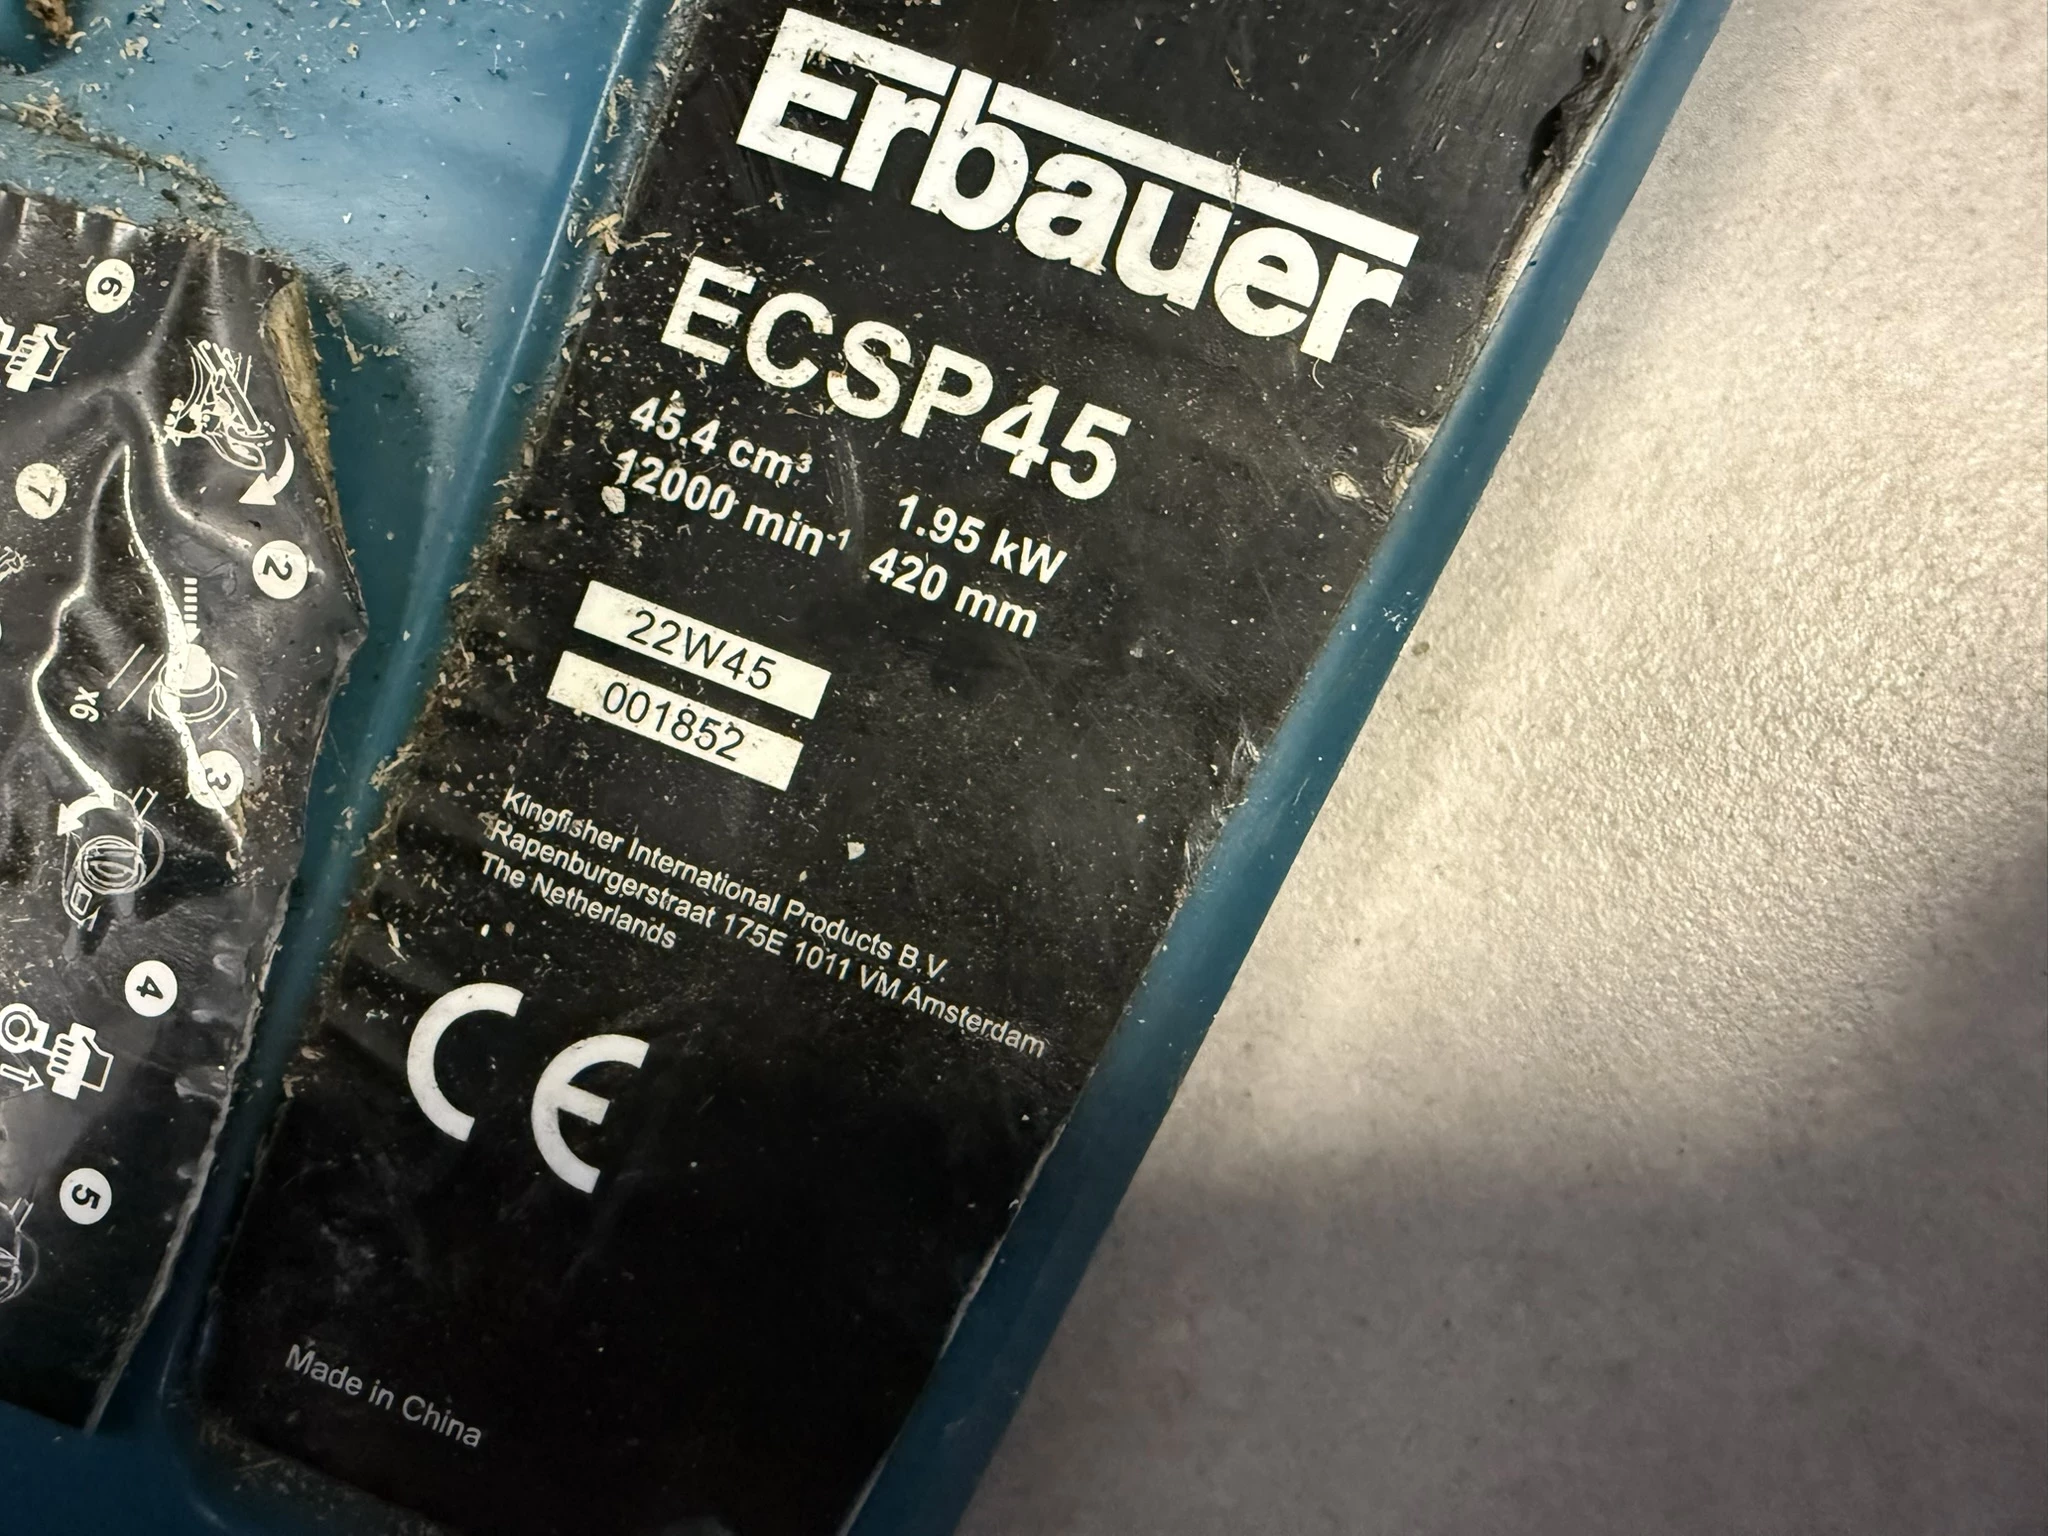 Erbauer
ECSP45
45.4 cm³ 1.95 kW
12000 min⁻¹ 420 mm
22W45
001852
Kingfisher International Products B.V.
Rapenburgerstraat 175E 1011 VM Amsterdam
The Netherlands
CE
Made in China
6
7
2
x6
3
4
5